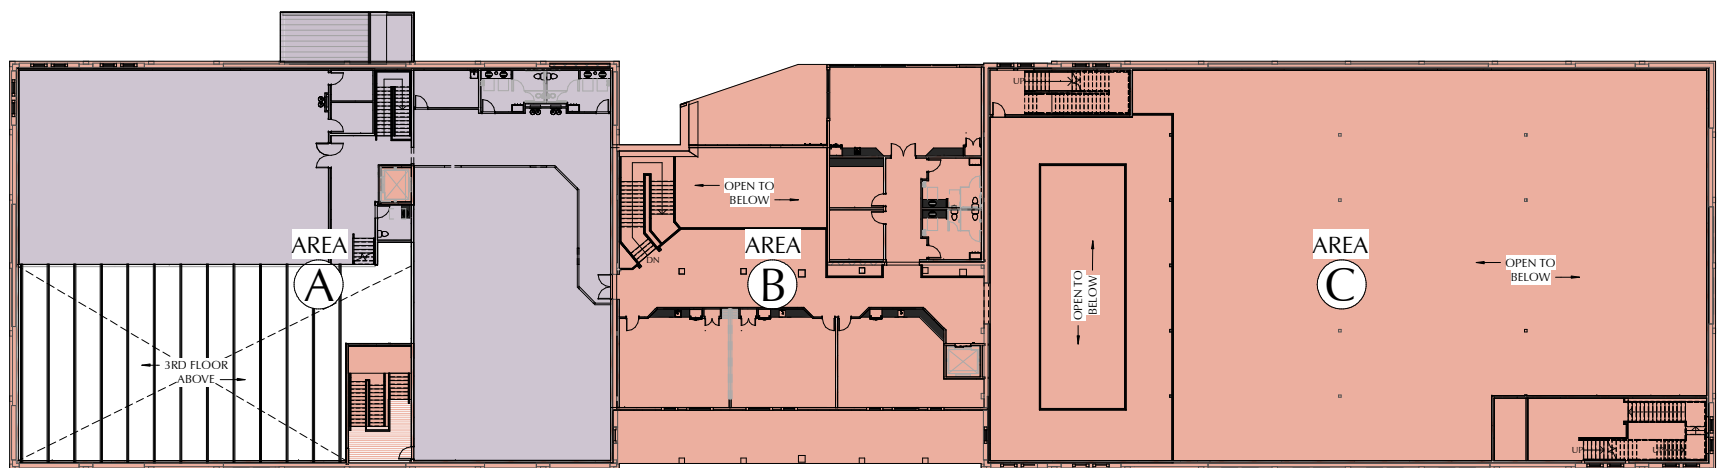 UP
OPEN TO
BELOW
AREA
A
AREA
B
AREA
C
DN
OPEN TO
BELOW
OPEN TO
BELOW
3RD FLOOR
ABOVE
UP